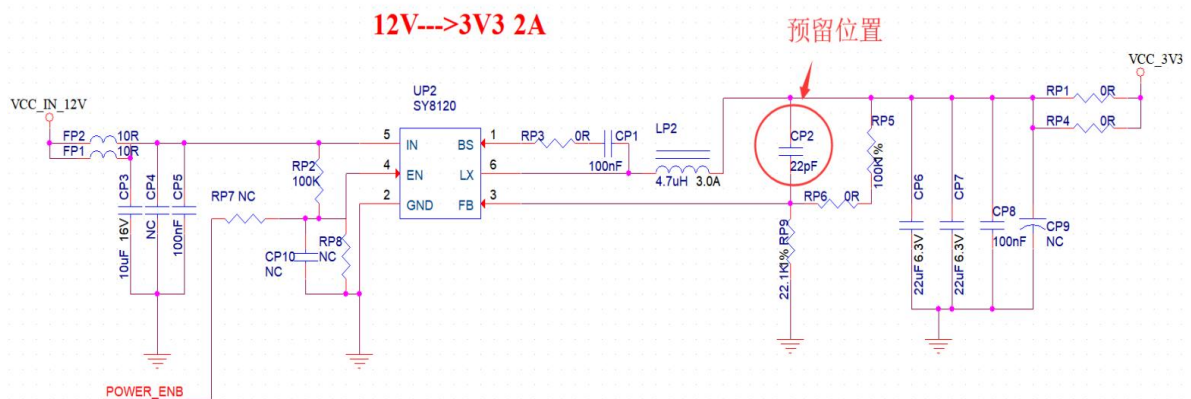 12V--->3V3 2A
预留位置
VCC_3V3
UP2
SY8120
VCC_IN_12V
FP2 10R
FP1 10R
5 IN BS 1
4 EN LX 6
2 GND FB 3
RP3 0R
CP1
100nF
LP2
4.7uH 3.0A
CP2
22pF
RP5
100K1%
RP6 0R
RP1 0R
RP4 0R
CP3
16V
10uF
CP4
NC
CP5
100nF
RP2
100K
RP7 NC
RP8
NC
CP10
NC
RP9
22.1K1%
CP6
22uF 6.3V
CP7
22uF 6.3V
CP8
100nF
CP9
NC
POWER_ENB